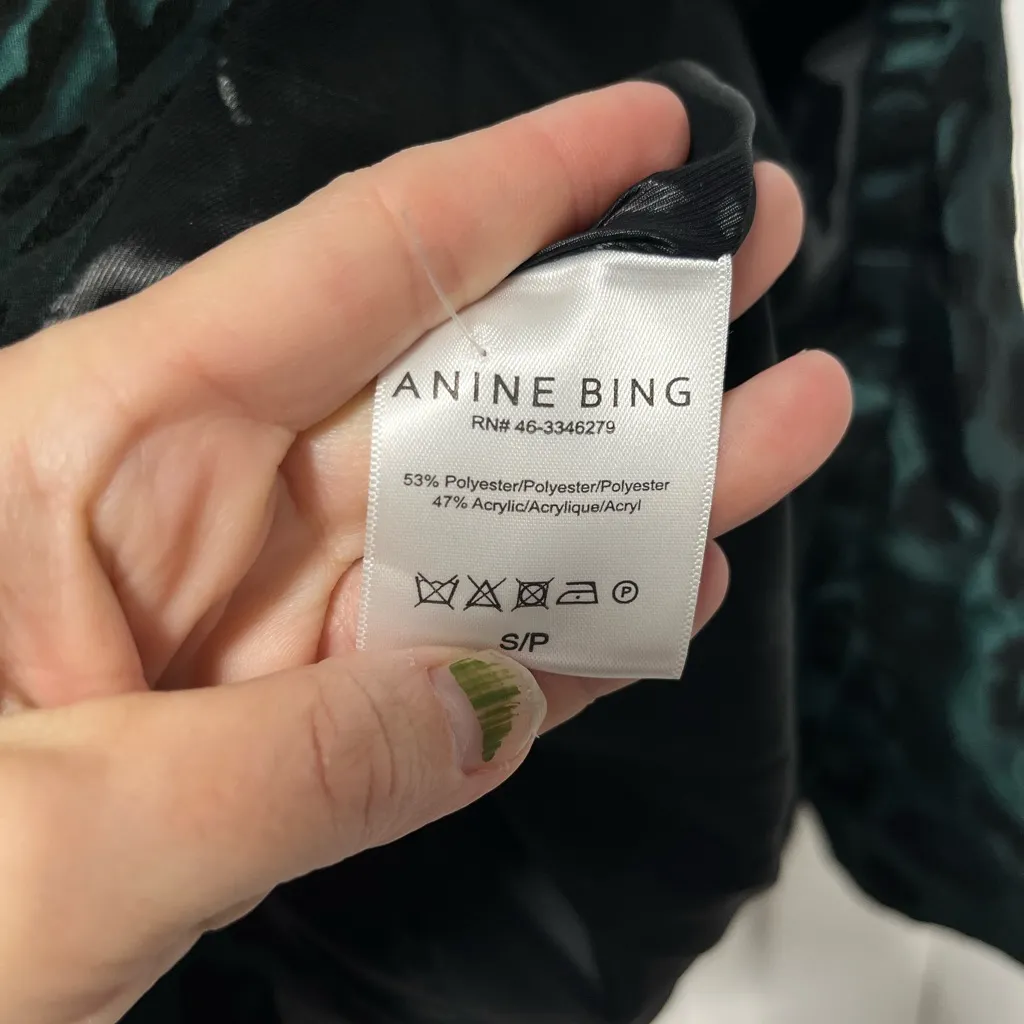 ANINE BING
RN# 46-3346279
53% Polyester/Polyester/Polyester
47% Acrylic/Acrylique/Acryl
P
S/P